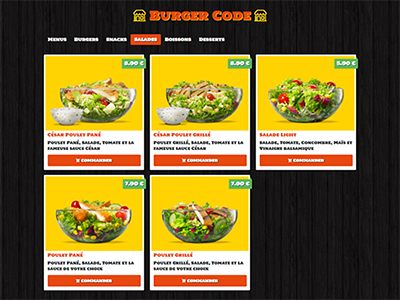 Burger Code
Menus Burgers Snacks Salades Boissons Desserts
8.90 €
8.90 €
5.90 €
César Poulet Pané
César Poulet Grillé
Salade Light
Poulet Pané, Salade, Tomate et la
fameuse sauce César
Poulet Grillé, Salade, Tomate et la
fameuse sauce César
Salade, Tomate, Concombre, Maïs et
Vinaigre balsamique
Commander
Commander
Commander
7.90 €
7.90 €
Poulet Pané
Poulet Grillé
Poulet Pané, Salade, Tomate et la
sauce de votre choix
Poulet Grillé, Salade, Tomate et la
sauce de votre choix
Commander
Commander